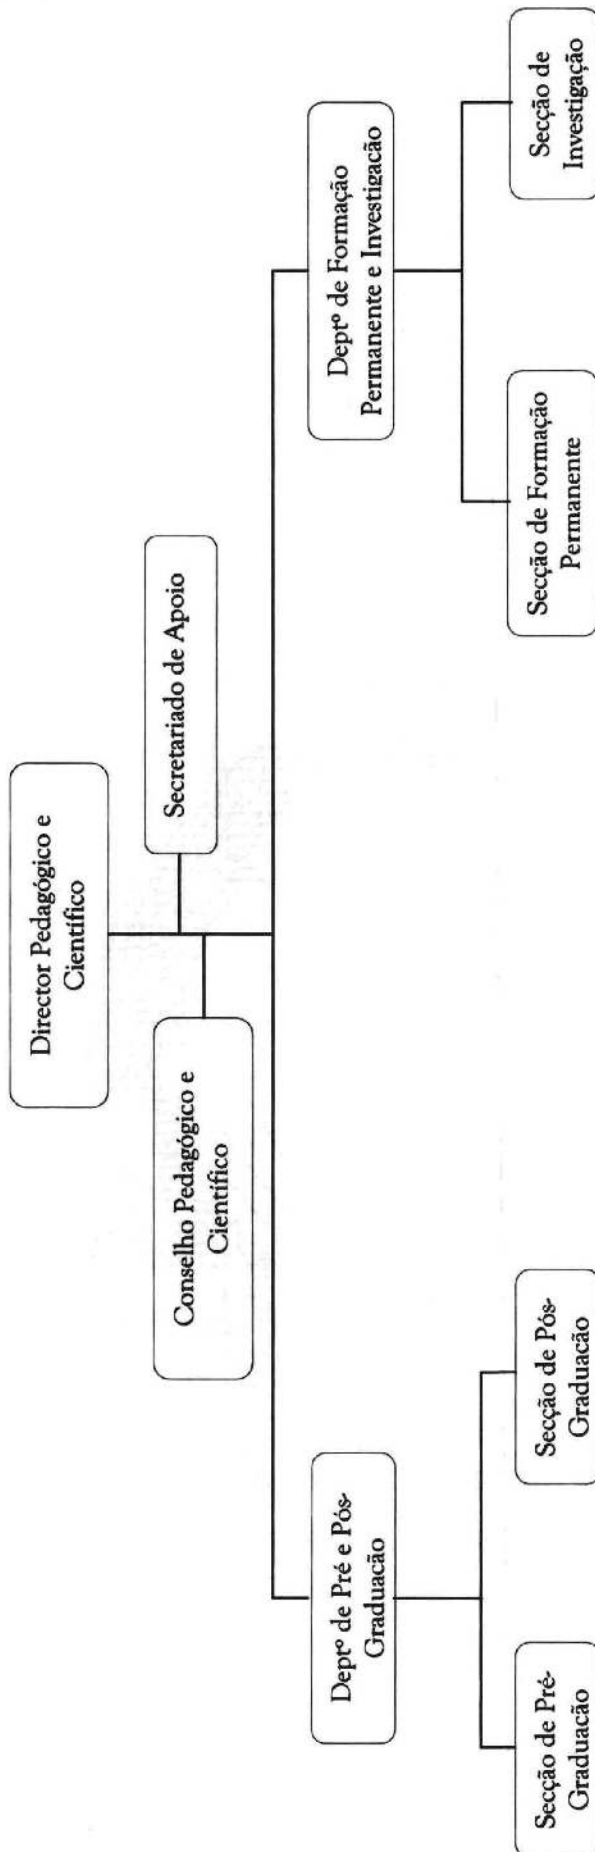 Director Pedagógico e
Científico
Secretariado de Apoio
Conselho Pedagógico e
Científico
Deptº de Pré e Pós-
Graduação
Deptº de Formação
Permanente e Investigação
Secção de Pré-
Graduação
Secção de Pós-
Graduação
Secção de Formação
Permanente
Secção de
Investigação